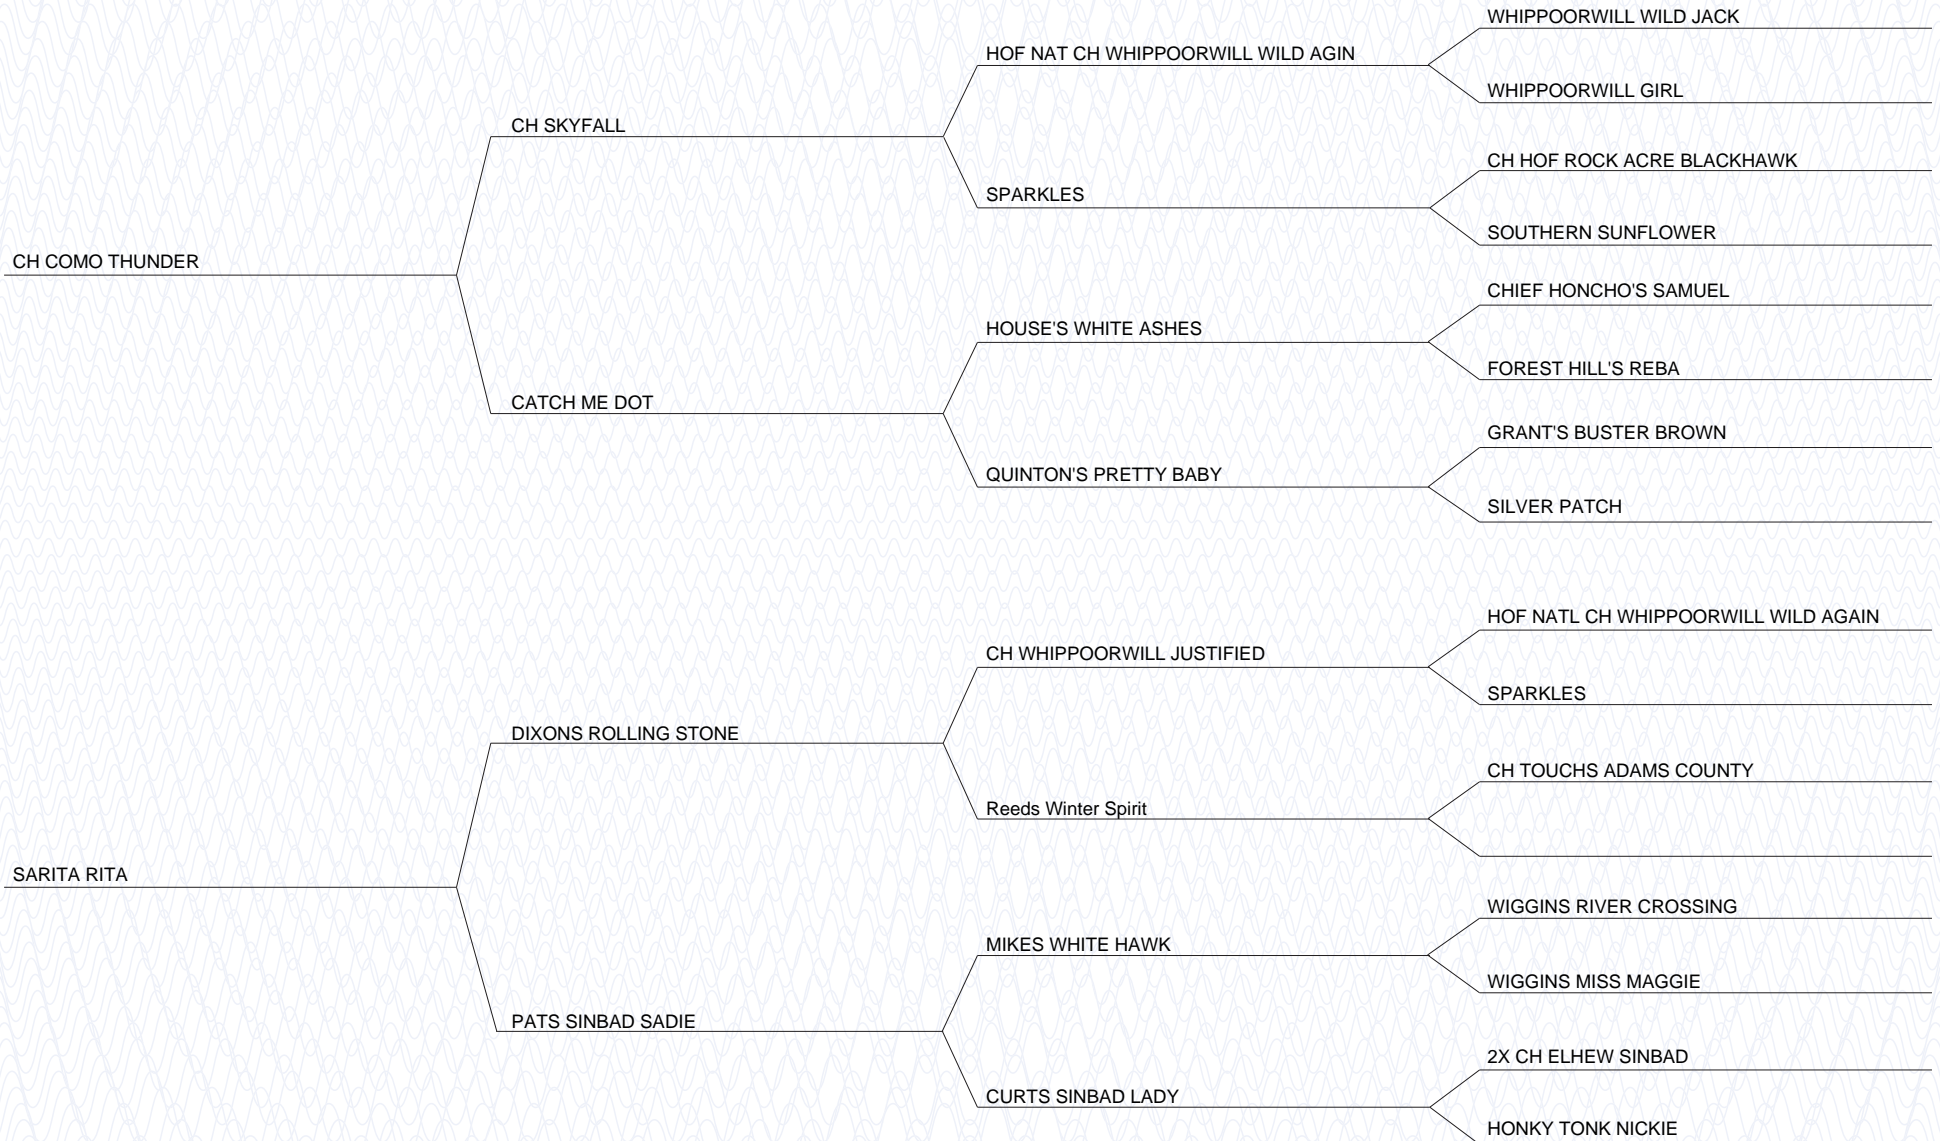 WHIPPOORWILL WILD JACK
HOF NAT CH WHIPPOORWILL WILD AGIN
WHIPPOORWILL GIRL
CH SKYFALL
CH HOF ROCK ACRE BLACKHAWK
SPARKLES
SOUTHERN SUNFLOWER
CH COMO THUNDER
CHIEF HONCHO'S SAMUEL
HOUSE'S WHITE ASHES
FOREST HILL'S REBA
CATCH ME DOT
GRANT'S BUSTER BROWN
QUINTON'S PRETTY BABY
SILVER PATCH
HOF NATL CH WHIPPOORWILL WILD AGAIN
CH WHIPPOORWILL JUSTIFIED
SPARKLES
DIXONS ROLLING STONE
CH TOUCHS ADAMS COUNTY
Reeds Winter Spirit
SARITA RITA
WIGGINS RIVER CROSSING
MIKES WHITE HAWK
WIGGINS MISS MAGGIE
PATS SINBAD SADIE
2X CH ELHEW SINBAD
CURTS SINBAD LADY
HONKY TONK NICKIE